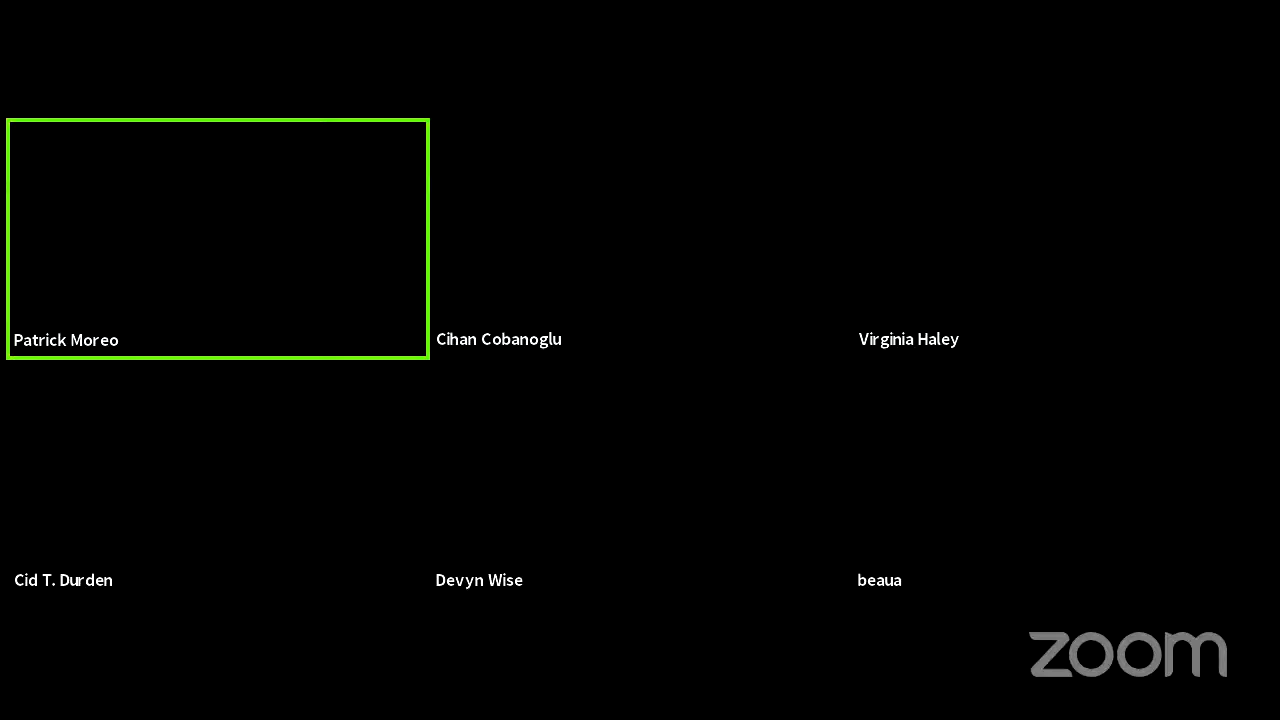 Patrick Moreo
Cihan Cobanoglu
Virginia Haley
Cid T. Durden
Devyn Wise
beaua
zoom